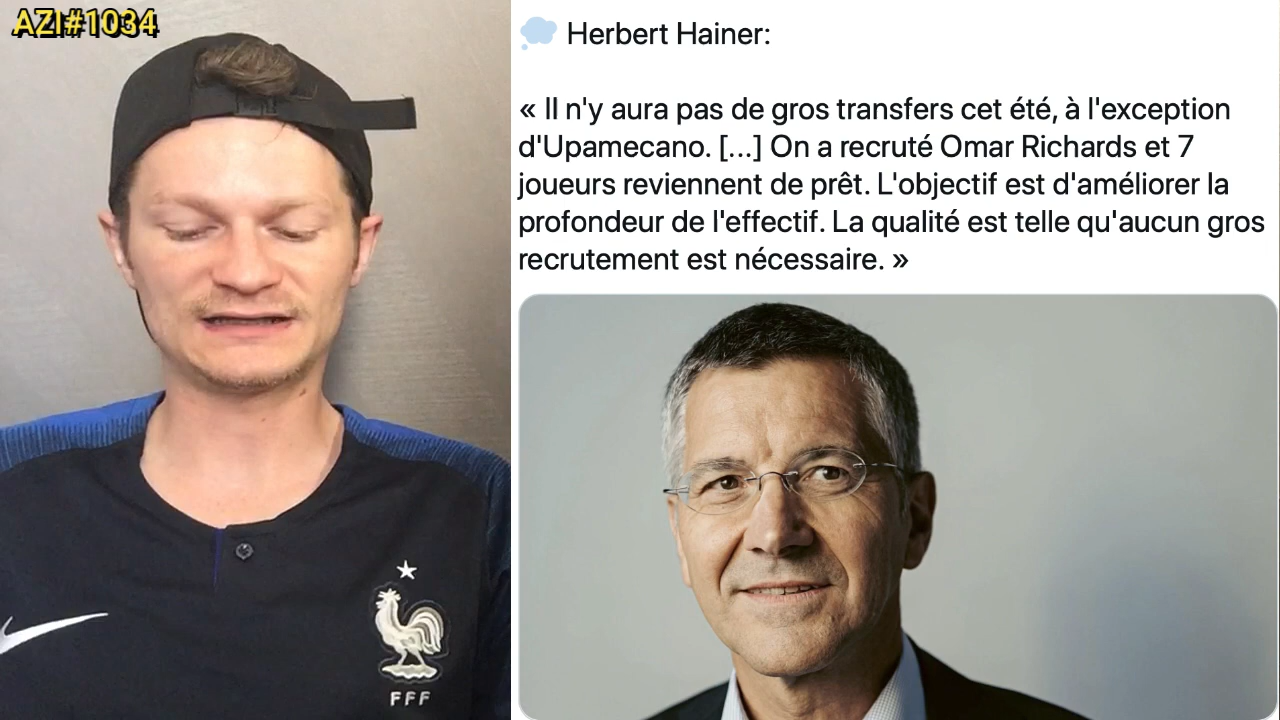 AZI#1034
Herbert Hainer:
« Il n'y aura pas de gros transfers cet été, à l'exception
d'Upamecano. [...] On a recruté Omar Richards et 7
joueurs reviennent de prêt. L'objectif est d'améliorer la
profondeur de l'effectif. La qualité est telle qu'aucun gros
recrutement est nécessaire. »
FFF